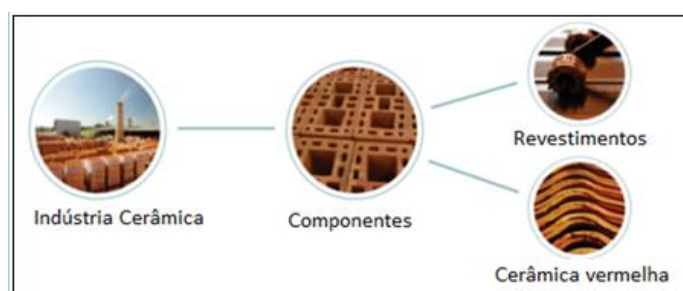 Revestimentos
Indústria Cerâmica
Componentes
Cerâmica vermelha